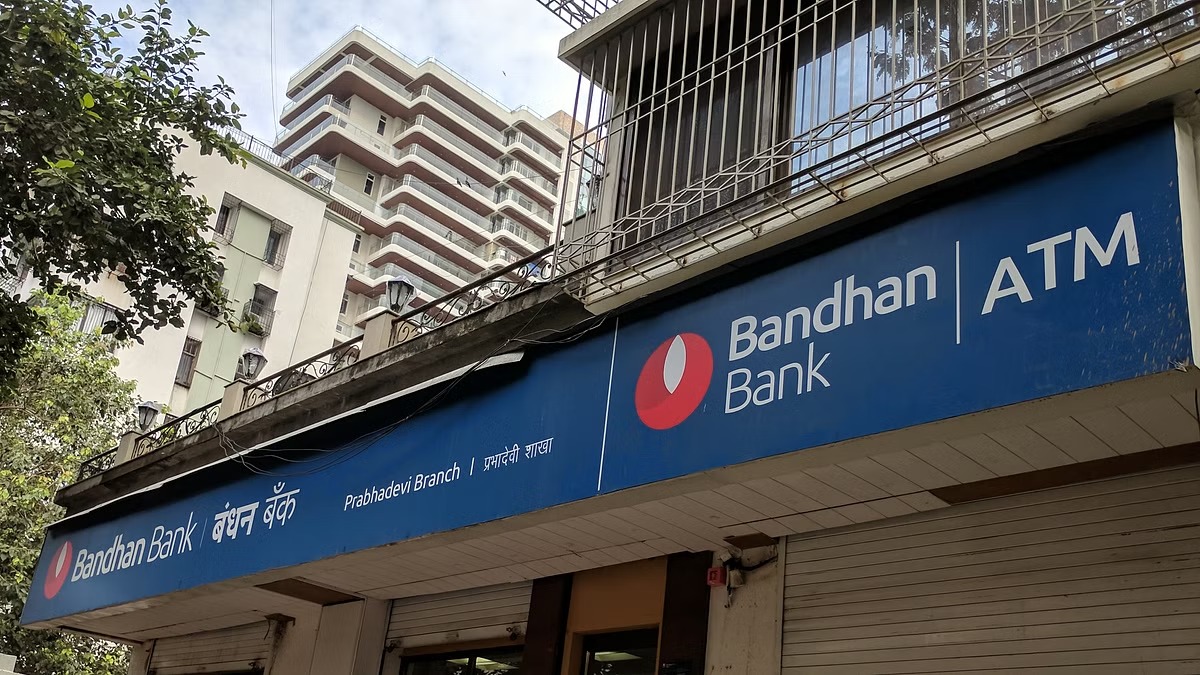 Bandhan Bank | बंधन बँक
Prabhadevi Branch | प्रभादेवी शाखा
Bandhan
Bank
ATM